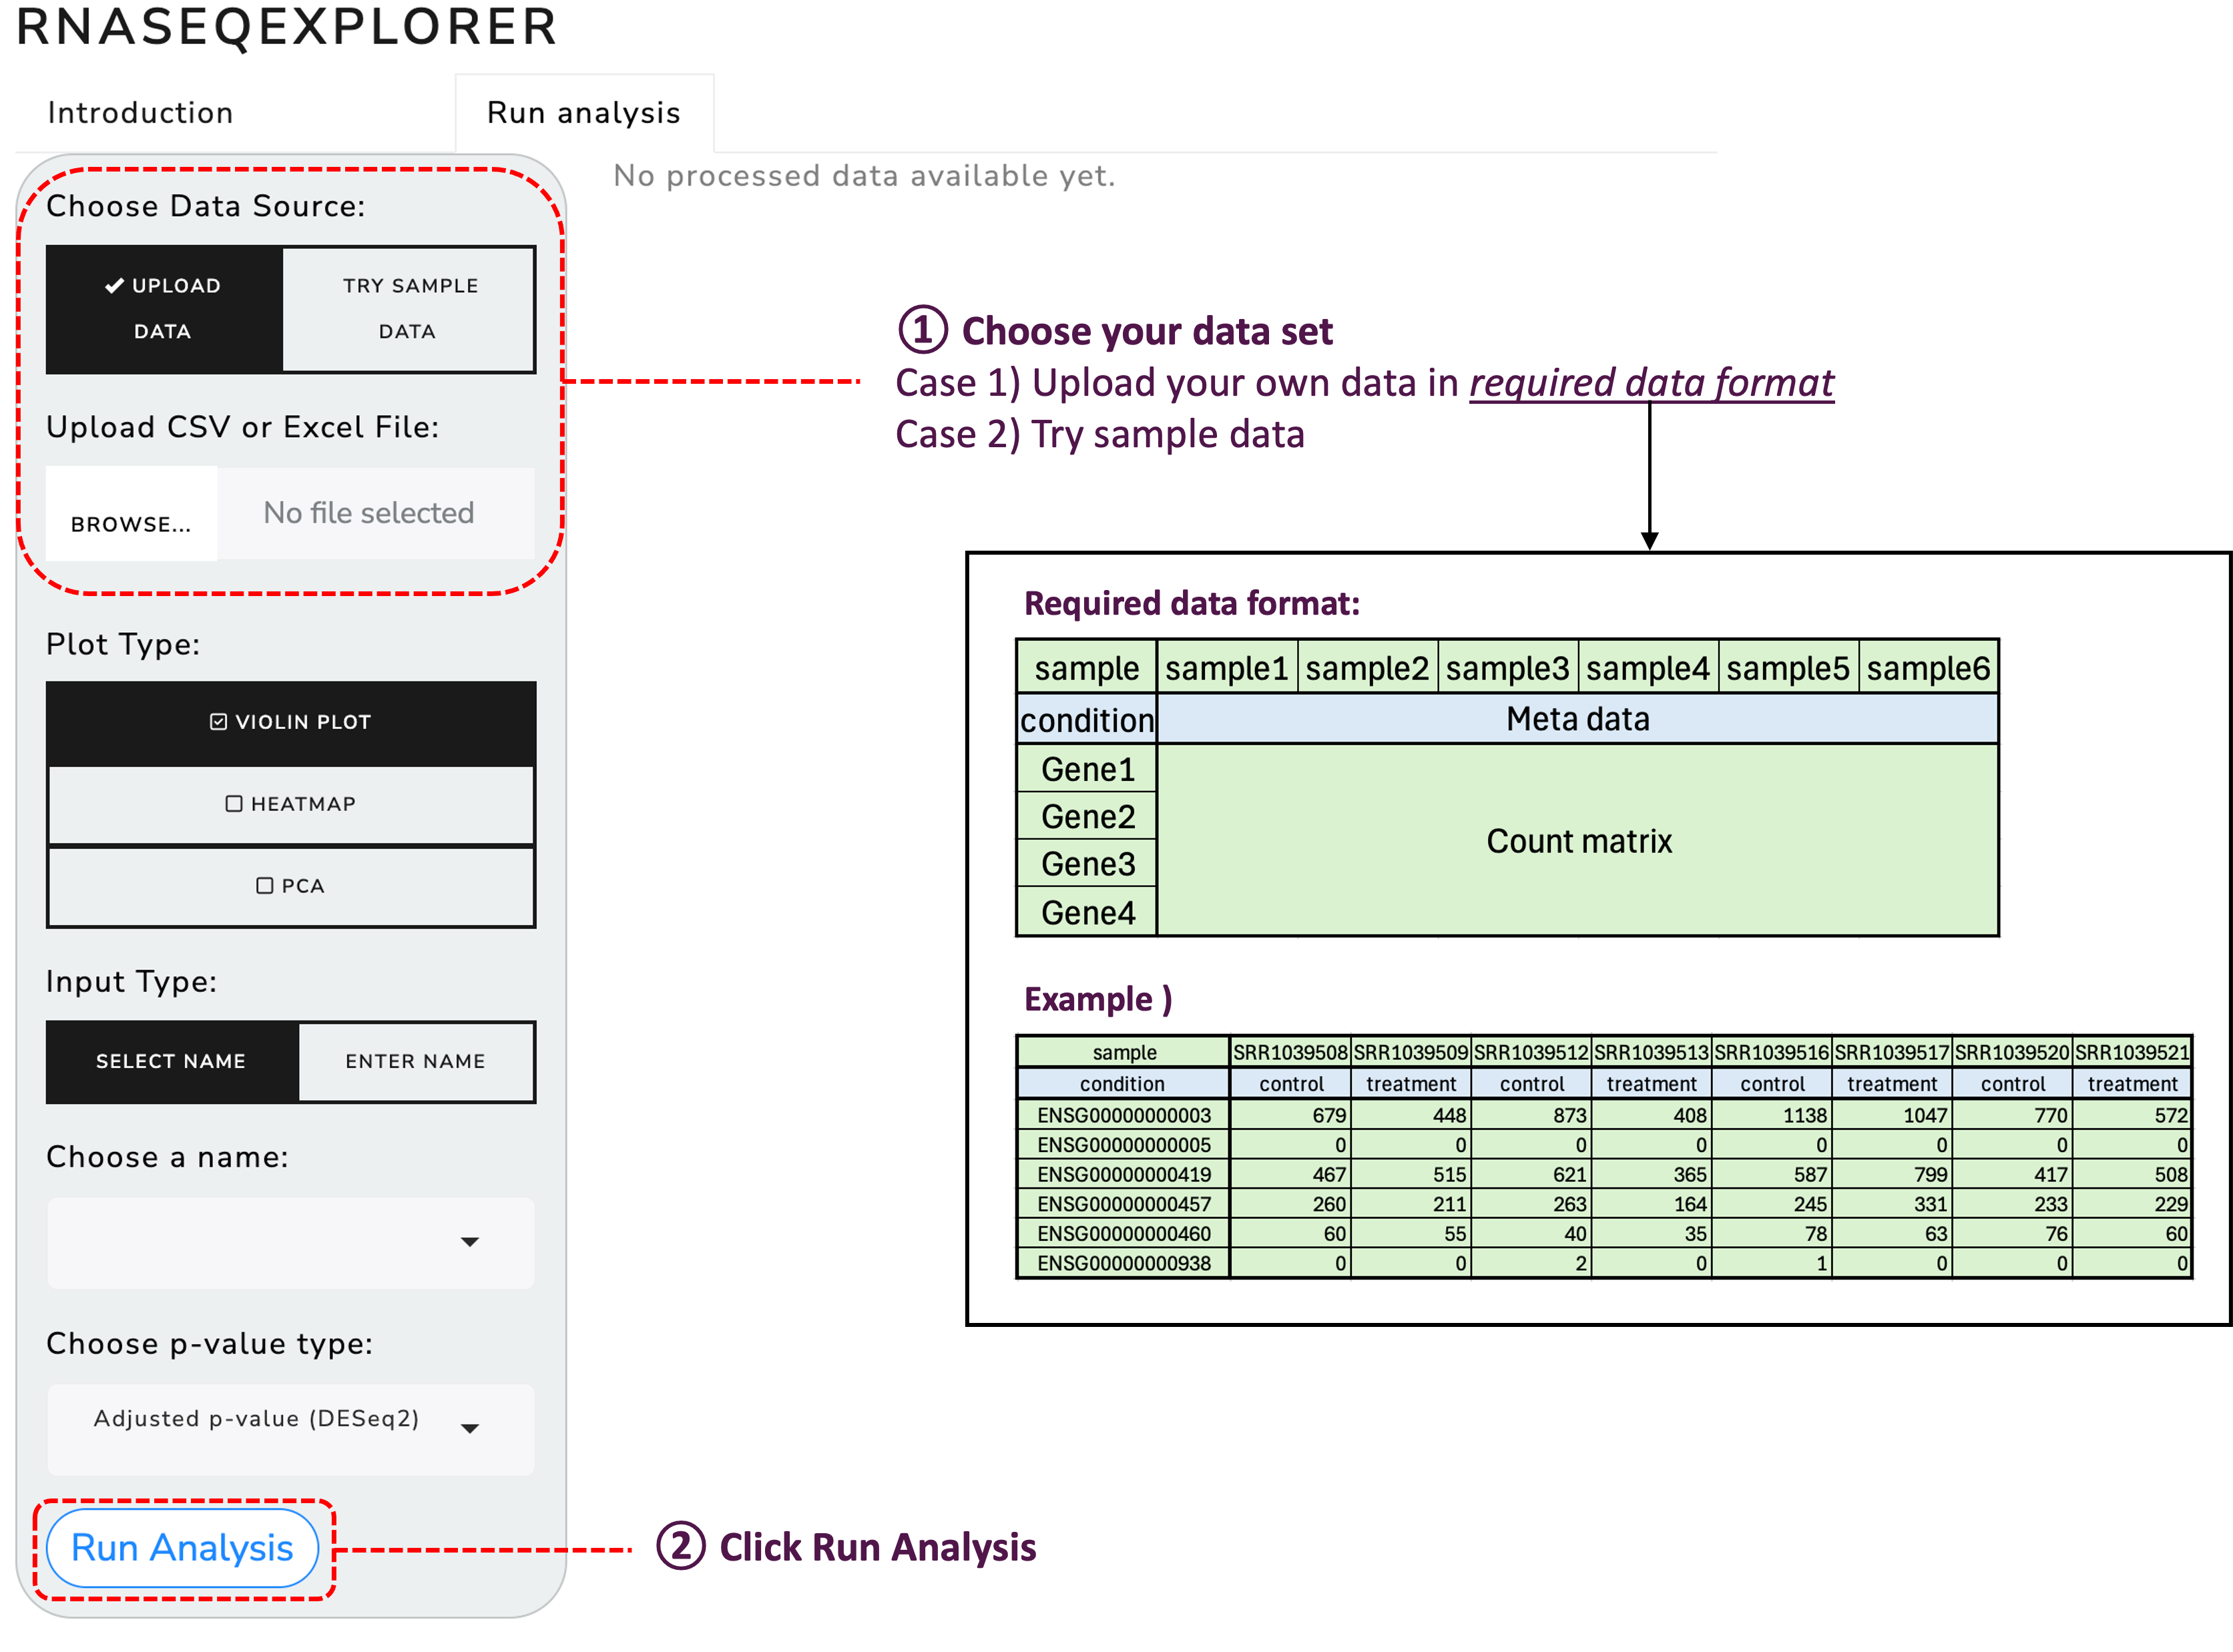 RNASEQEXPLORER
Introduction
Run analysis
No processed data available yet.
Choose Data Source:
UPLOAD DATA
TRY SAMPLE DATA
Upload CSV or Excel File:
BROWSE...
No file selected
Plot Type:
VIOLIN PLOT
HEATMAP
PCA
Input Type:
SELECT NAME
ENTER NAME
Choose a name:
Choose p-value type:
Adjusted p-value (DESeq2)
Run Analysis
① Choose your data set
Case 1) Upload your own data in required data format
Case 2) Try sample data
Required data format:
sample sample1 sample2 sample3 sample4 sample5 sample6
condition Meta data
Gene1
Gene2
Gene3
Gene4
Count matrix
Example )
sample SRR1039508 SRR1039509 SRR1039512 SRR1039513 SRR1039516 SRR1039517 SRR1039520 SRR1039521
condition control treatment control treatment control treatment control treatment
ENSG00000000003 679 448 873 408 1138 1047 770 572
ENSG00000000005 0 0 0 0 0 0 0 0
ENSG00000000419 467 515 621 365 587 799 417 508
ENSG00000000457 260 211 263 164 245 331 233 229
ENSG00000000460 60 55 40 35 78 63 76 60
ENSG00000000938 0 0 2 0 1 0 0 0
② Click Run Analysis